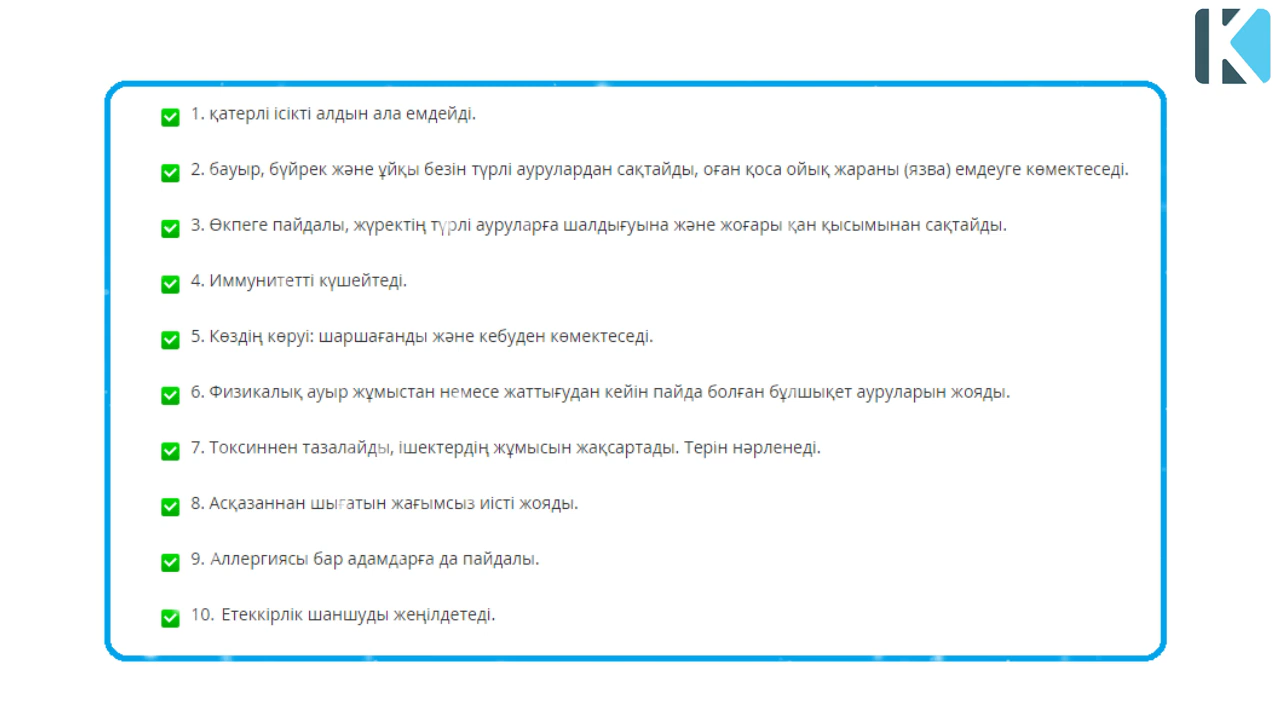 1. қатерлі ісікті алдын ала емдейді.
2. бауыр, бүйрек және ұйқы безін түрлі аурулардан сақтайды, оған қоса ойық жараны (язва) емдеуге көмектеседі.
3. Өкпеге пайдалы, жүректің түрлі ауруларға шалдығуына және жоғары қан қысымынан сақтайды.
4. Иммунитетті күшейтеді.
5. Көздің көруі: шаршағанды және кебуден көмектеседі.
6. Физикалық ауыр жұмыстан немесе жаттығудан кейін пайда болған бұлшықет ауруларын жояды.
7. Токсиннен тазалайды, ішектердің жұмысын жақсартады. Терін нәрленеді.
8. Асқазаннан шығатын жағымсыз иісті жояды.
9. Аллергиясы бар адамдарға да пайдалы.
10. Етеккірлік шаншуды жеңілдетеді.